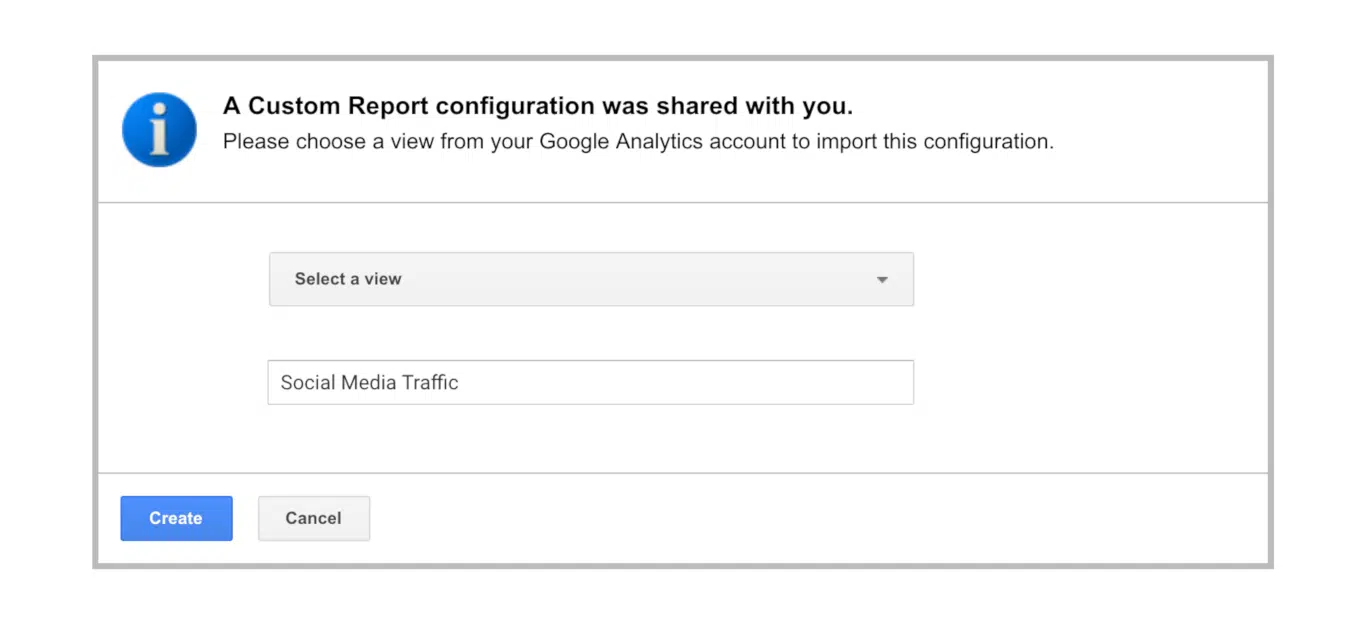 A Custom Report configuration was shared with you.
Please choose a view from your Google Analytics account to import this configuration.
Select a view
Social Media Traffic
Create
Cancel